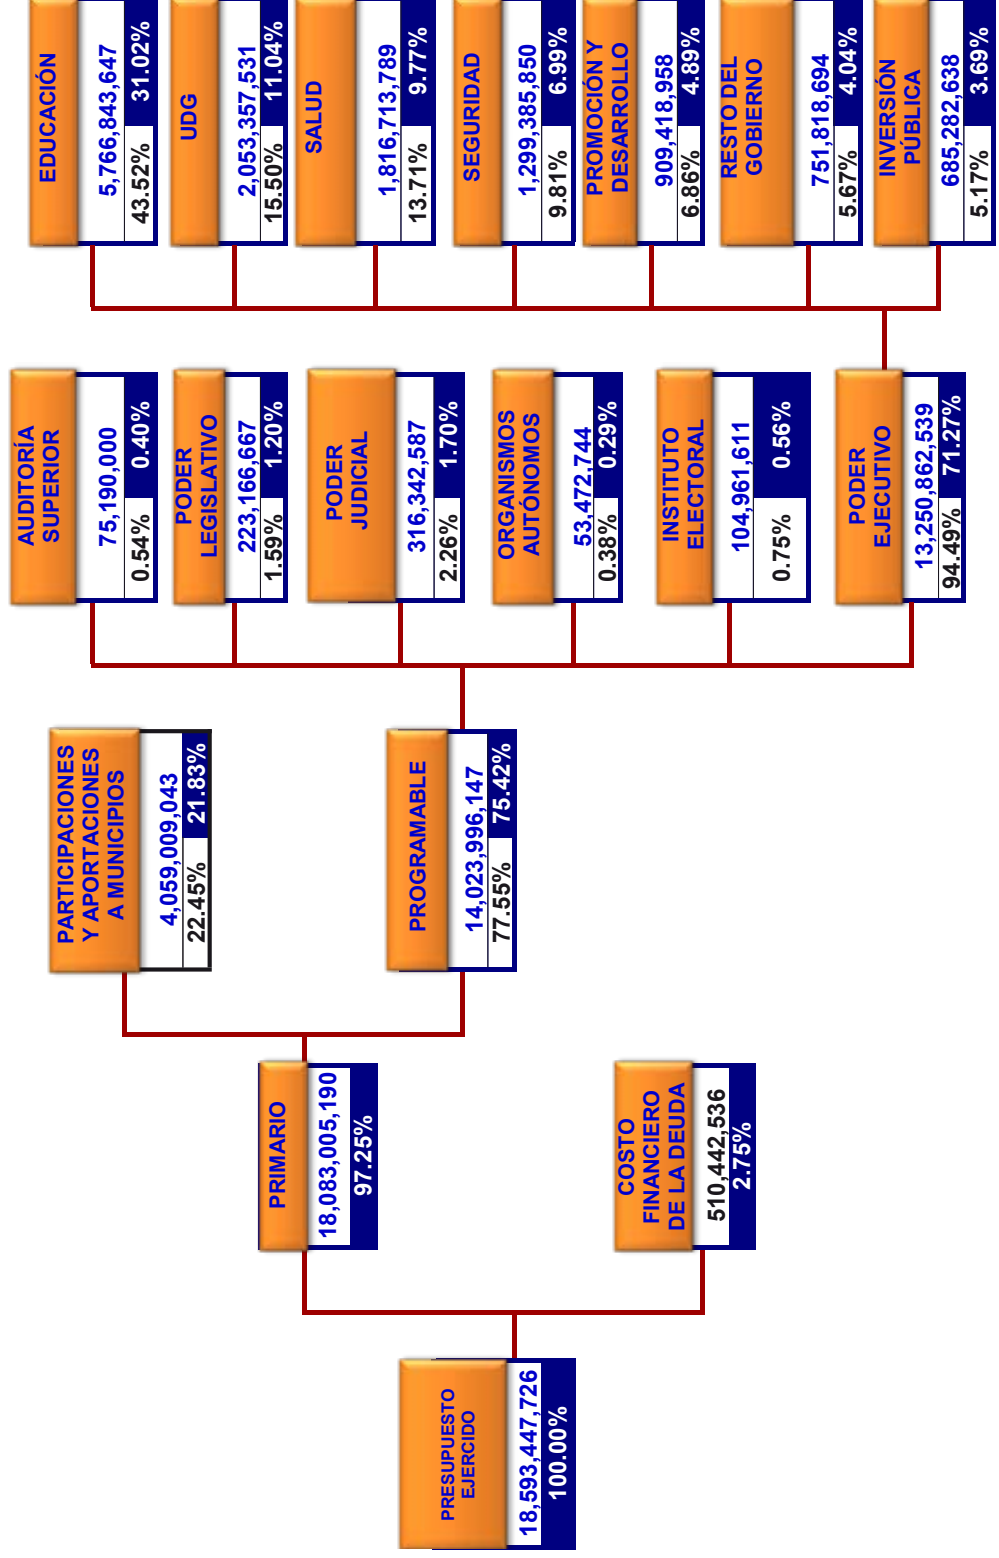 PRESUPUESTO
EJERCIDO
18,593,447,726
100.00%
PRIMARIO
18,083,005,190
97.25%
COSTO
FINANCIERO
DE LA DEUDA
510,442,536
2.75%
PARTICIPACIONES
Y APORTACIONES
A MUNICIPIOS
4,059,009,043
22.45% 21.83%
PROGRAMABLE
14,023,996,147
77.55% 75.42%
AUDITORÍA
SUPERIOR
75,190,000
0.54% 0.40%
PODER
LEGISLATIVO
223,166,667
1.59% 1.20%
PODER
JUDICIAL
316,342,587
2.26% 1.70%
ORGANISMOS
AUTÓNOMOS
53,472,744
0.38% 0.29%
INSTITUTO
ELECTORAL
104,961,611
0.75% 0.56%
PODER
EJECUTIVO
13,250,862,539
94.49% 71.27%
EDUCACIÓN
5,766,843,647
43.52% 31.02%
UDG
2,053,357,531
15.50% 11.04%
SALUD
1,816,713,789
13.71% 9.77%
SEGURIDAD
1,299,385,850
9.81% 6.99%
PROMOCIÓN Y
DESARROLLO
909,418,958
6.86% 4.89%
RESTO DEL
GOBIERNO
751,818,694
5.67% 4.04%
INVERSIÓN
PÚBLICA
685,282,638
5.17% 3.69%